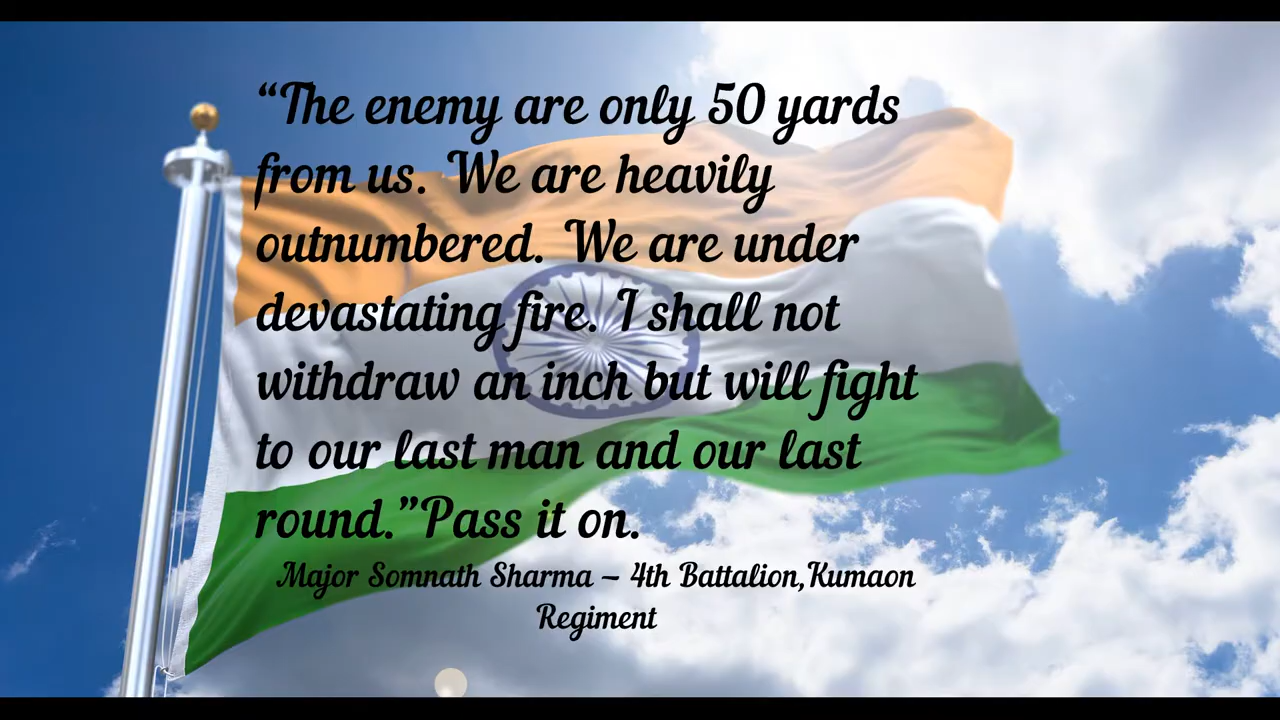 “The enemy are only 50 yards
from us. We are heavily
outnumbered. We are under
devastating fire. I shall not
withdraw an inch but will fight
to our last man and our last
round.”Pass it on.
Major Somnath Sharma – 4th Battalion,Kumaon
Regiment